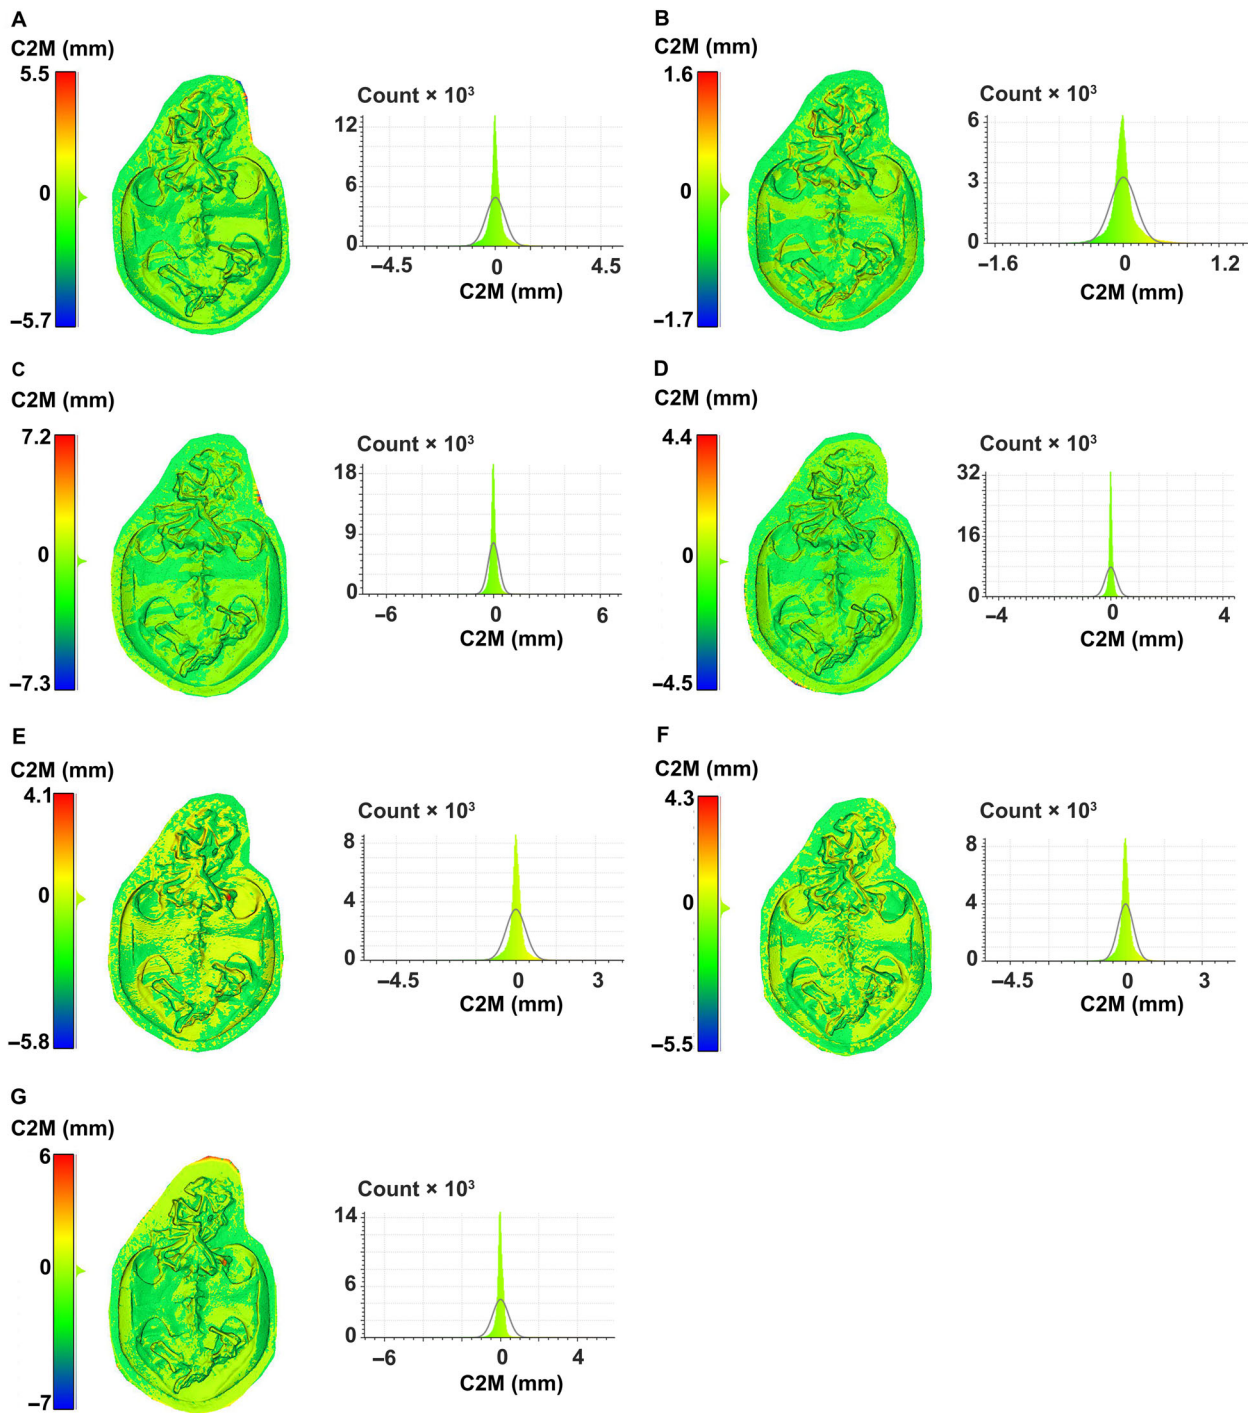 A
C2M (mm)
5.5
0
−5.7
Count × 10³
12
6
0
−4.5 0 4.5
C2M (mm)
B
C2M (mm)
1.6
0
−1.7
Count × 10³
6
3
0
−1.6 0 1.2
C2M (mm)
C
C2M (mm)
7.2
0
−7.3
Count × 10³
18
9
0
−6 0 6
C2M (mm)
D
C2M (mm)
4.4
0
−4.5
Count × 10³
32
16
0
−4 0 4
C2M (mm)
E
C2M (mm)
4.1
0
−5.8
Count × 10³
8
4
0
−4.5 0 3
C2M (mm)
F
C2M (mm)
4.3
0
−5.5
Count × 10³
8
4
0
−4.5 0 3
C2M (mm)
G
C2M (mm)
6
0
−7
Count × 10³
14
6
0
−6 0 4
C2M (mm)